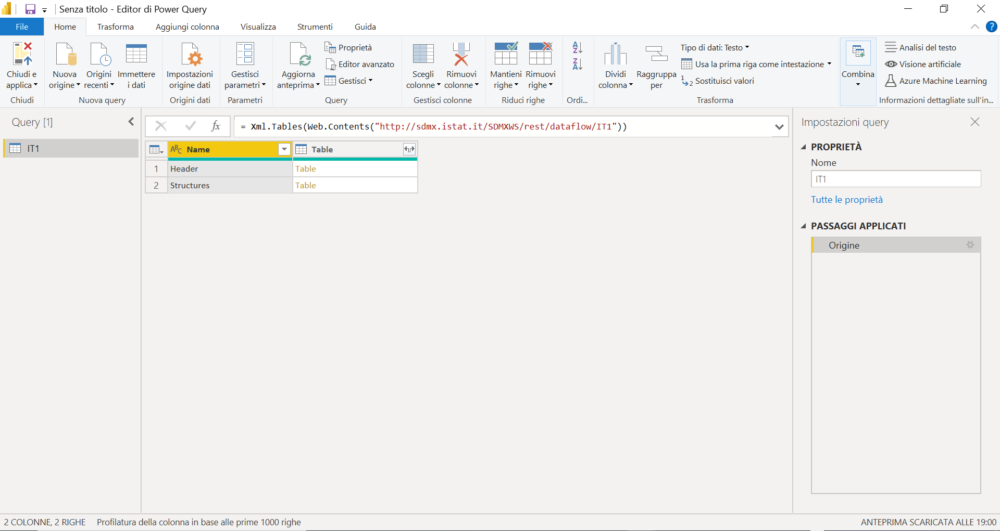 Senza titolo - Editor di Power Query
File
Home
Trasforma
Aggiungi colonna
Visualizza
Strumenti
Guida
?
Chiudi e
applica
Chiudi
Nuova
origine
Origini
recenti
Immettere
i dati
Nuova query
Impostazioni
origine dati
Origini dati
Gestisci
parametri
Parametri
Aggiorna
anteprima
Proprietà
Editor avanzato
Gestisci
Query
Scegli
colonne
Rimuovi
colonne
Gestisci colonne
Mantieni
righe
Rimuovi
righe
Riduci righe
A
Z
Z
A
Ordi...
Dividi
colonna
Raggruppa
per
Tipo di dati: Testo
Usa la prima riga come intestazione
1
2
Sostituisci valori
Trasforma
Combina
Analisi del testo
Visione artificiale
Azure Machine Learning
Informazioni dettagliate sull'in...
Query [1]
IT1
fx
= Xml.Tables(Web.Contents("http://sdmx.istat.it/SDMXWS/rest/dataflow/IT1"))
ABC Name
Table
1 Header Table
2 Structures Table
Impostazioni query
PROPRIETÀ
Nome
IT1
Tutte le proprietà
PASSAGGI APPLICATI
Origine
2 COLONNE, 2 RIGHE
Profilatura della colonna in base alle prime 1000 righe
ANTEPRIMA SCARICATA ALLE 19:00